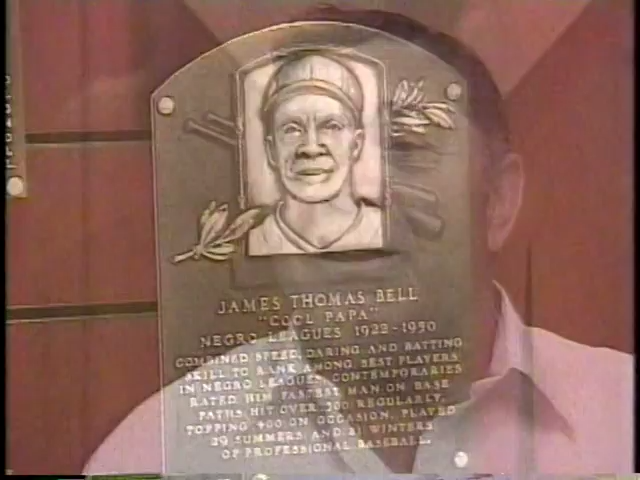 JAMES THOMAS BELL
"COOL PAPA"
NEGRO LEAGUES 1922-1950
COMBINED SPEED, DARING AND BATTING
SKILL TO RANK AMONG BEST PLAYERS
IN NEGRO LEAGUES. CONTEMPORARIES
RATED HIM FASTEST MAN ON BASE
PATHS. HIT OVER .300 REGULARLY,
TOPPING .400 ON OCCASION. PLAYED
29 SUMMERS AND 21 WINTERS
OF PROFESSIONAL BASEBALL.